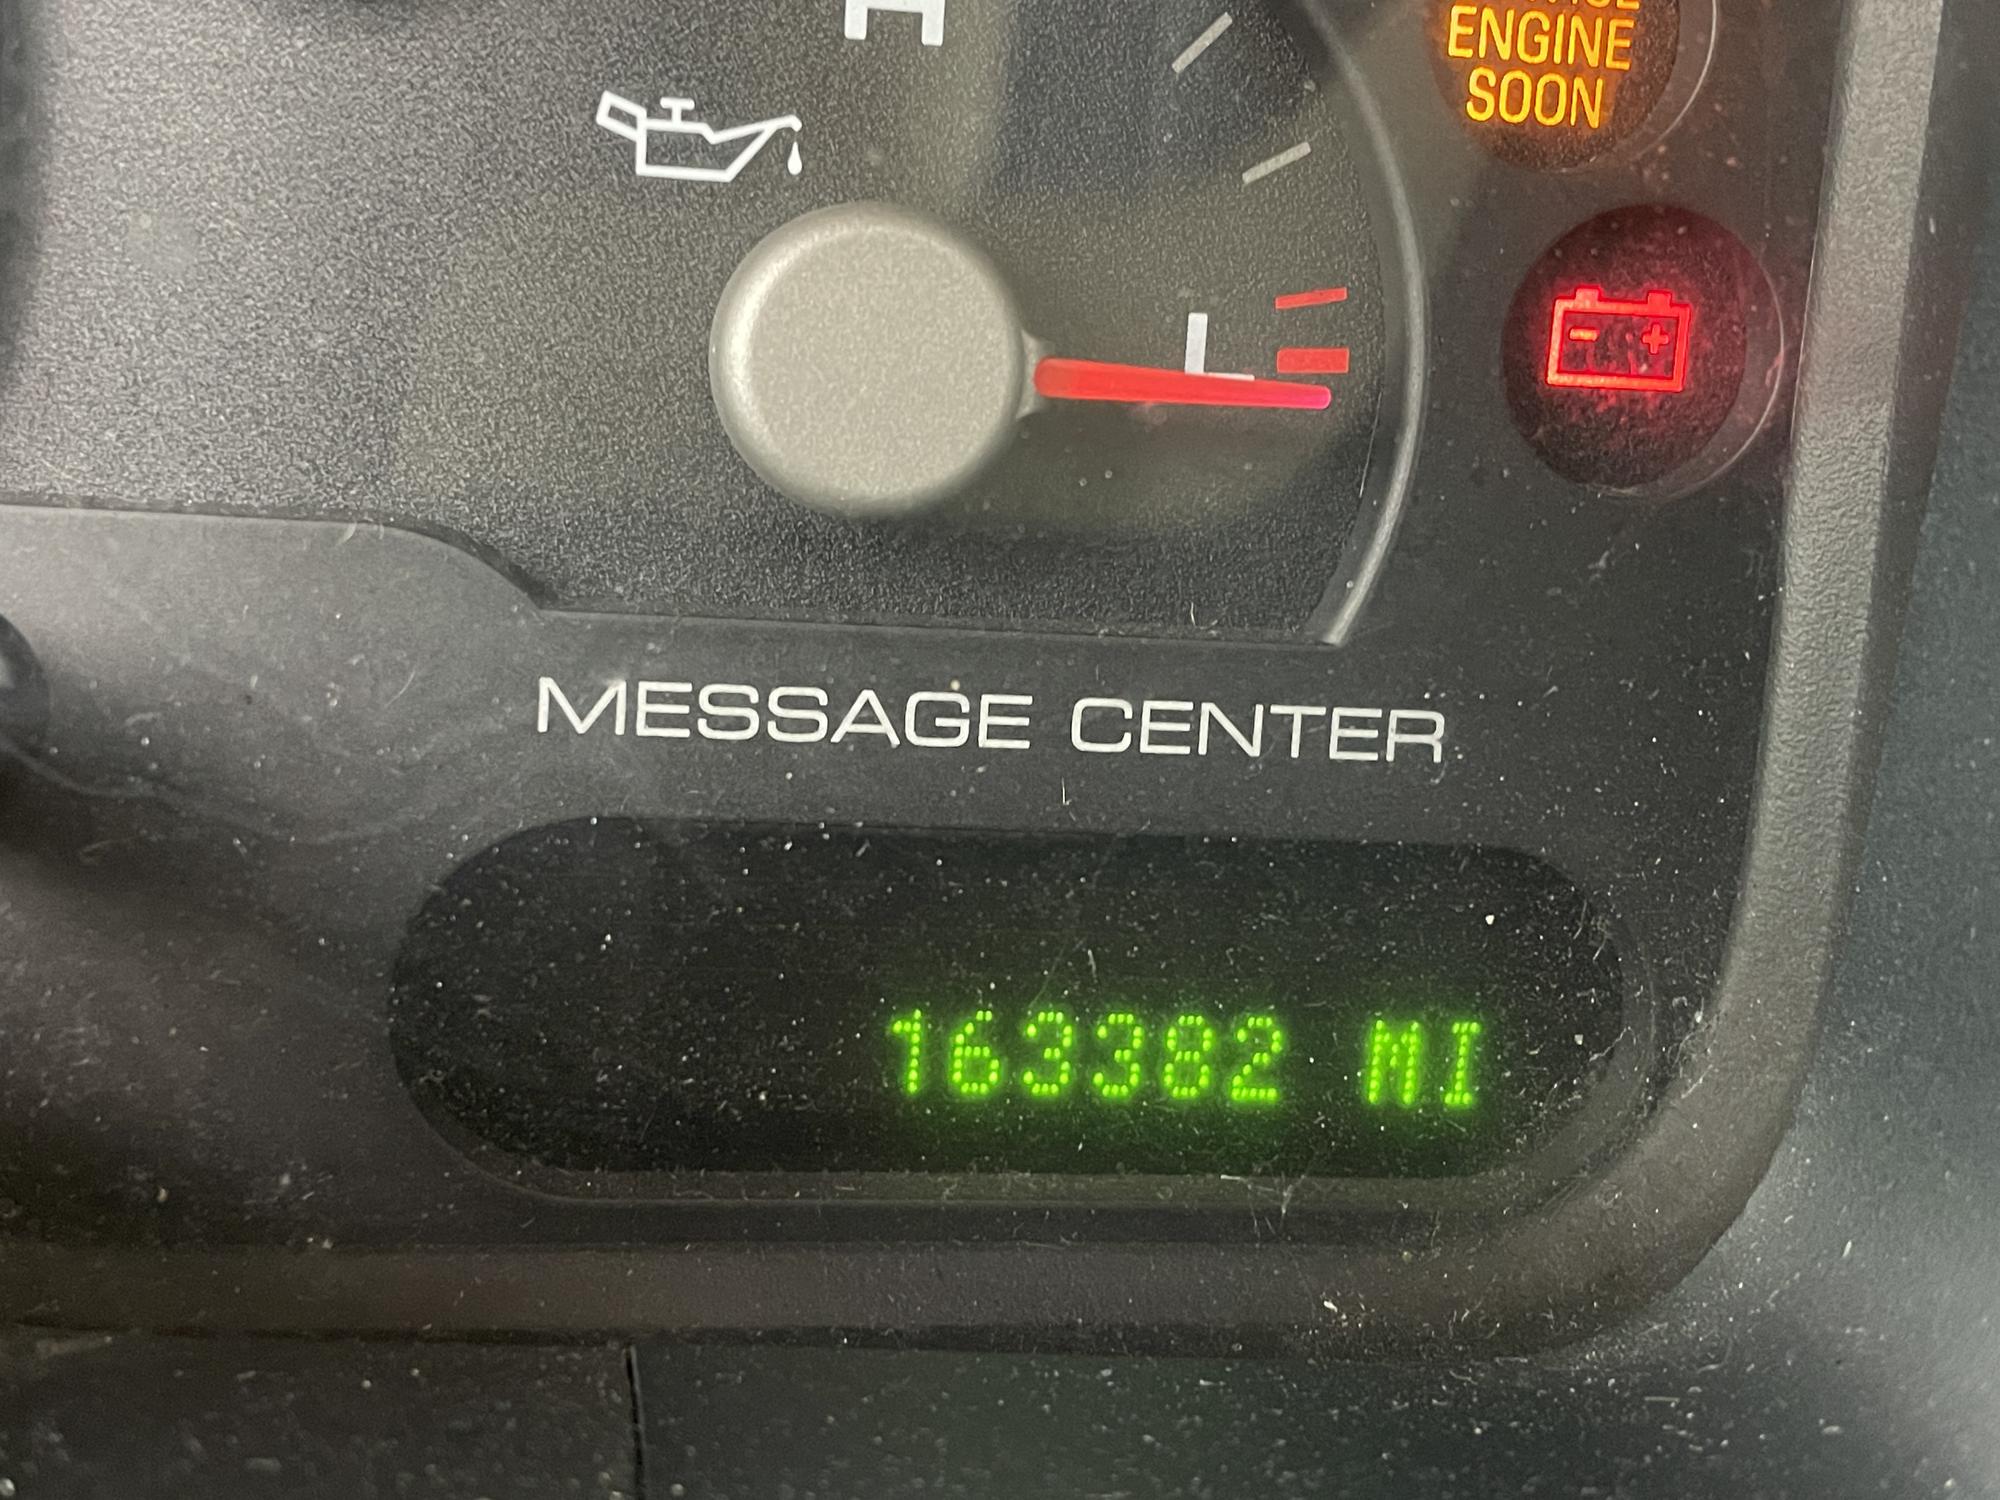 H
ENGINE
SOON
L
- +
MESSAGE CENTER
163382 MI